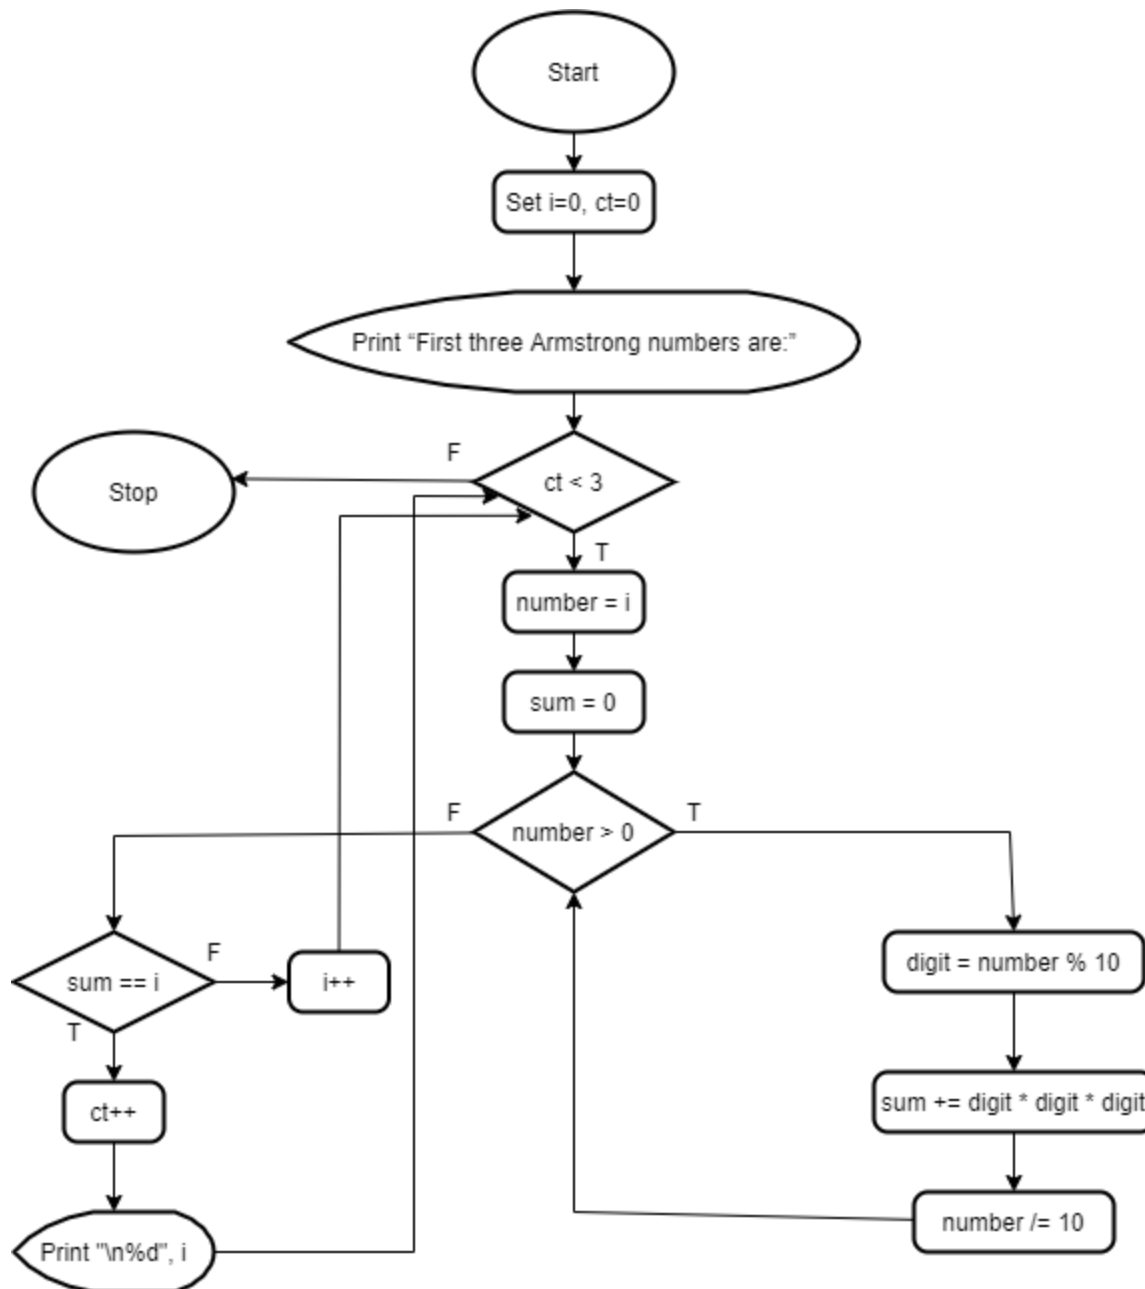 Start
Set i=0, ct=0
Print “First three Armstrong numbers are:”
F
Stop
ct < 3
T
number = i
sum = 0
F
T
number > 0
digit = number % 10
F
sum == i
i++
T
ct++
sum += digit * digit * digit
Print "\n%d", i
number /= 10